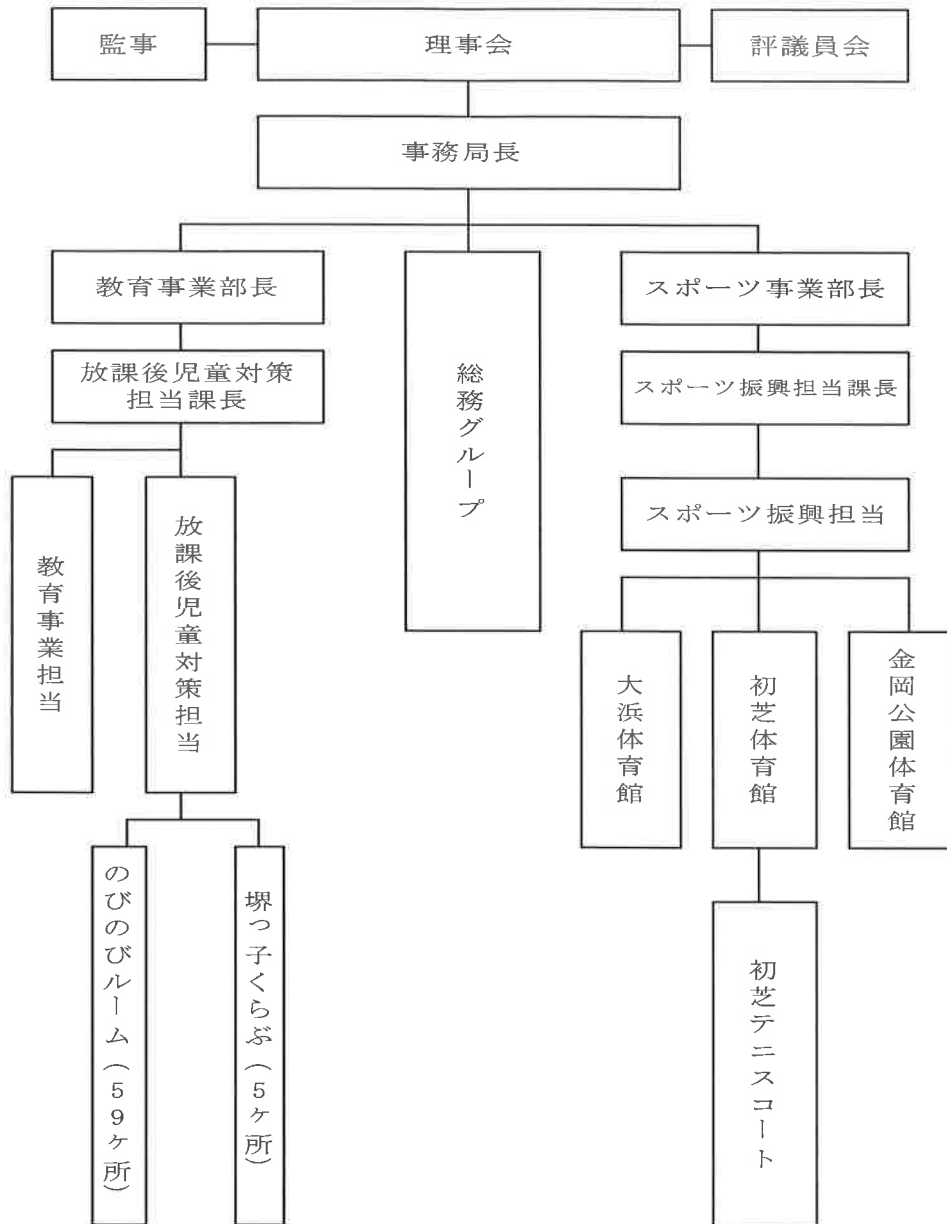 監事
理事会
評議員会
事務局長
教育事業部長
総務グループ
スポーツ事業部長
放課後児童対策
担当課長
スポーツ振興担当課長
教育事業担当
放課後児童対策担当
スポーツ振興担当
大浜体育館
初芝体育館
金岡公園体育館
のびのびルーム(59ヶ所)
堺っ子くらぶ(5ヶ所)
初芝テニスコート